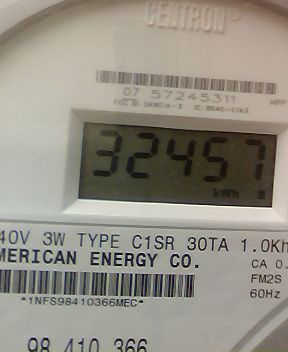 CENTRON
07 57245311
32457
kWh
40V 3W TYPE C1SR 30TA 1.0Kh
MERICAN ENERGY CO.
CA 0.
FM2S
60Hz
*1NFS98410366MEC*
98 410 366